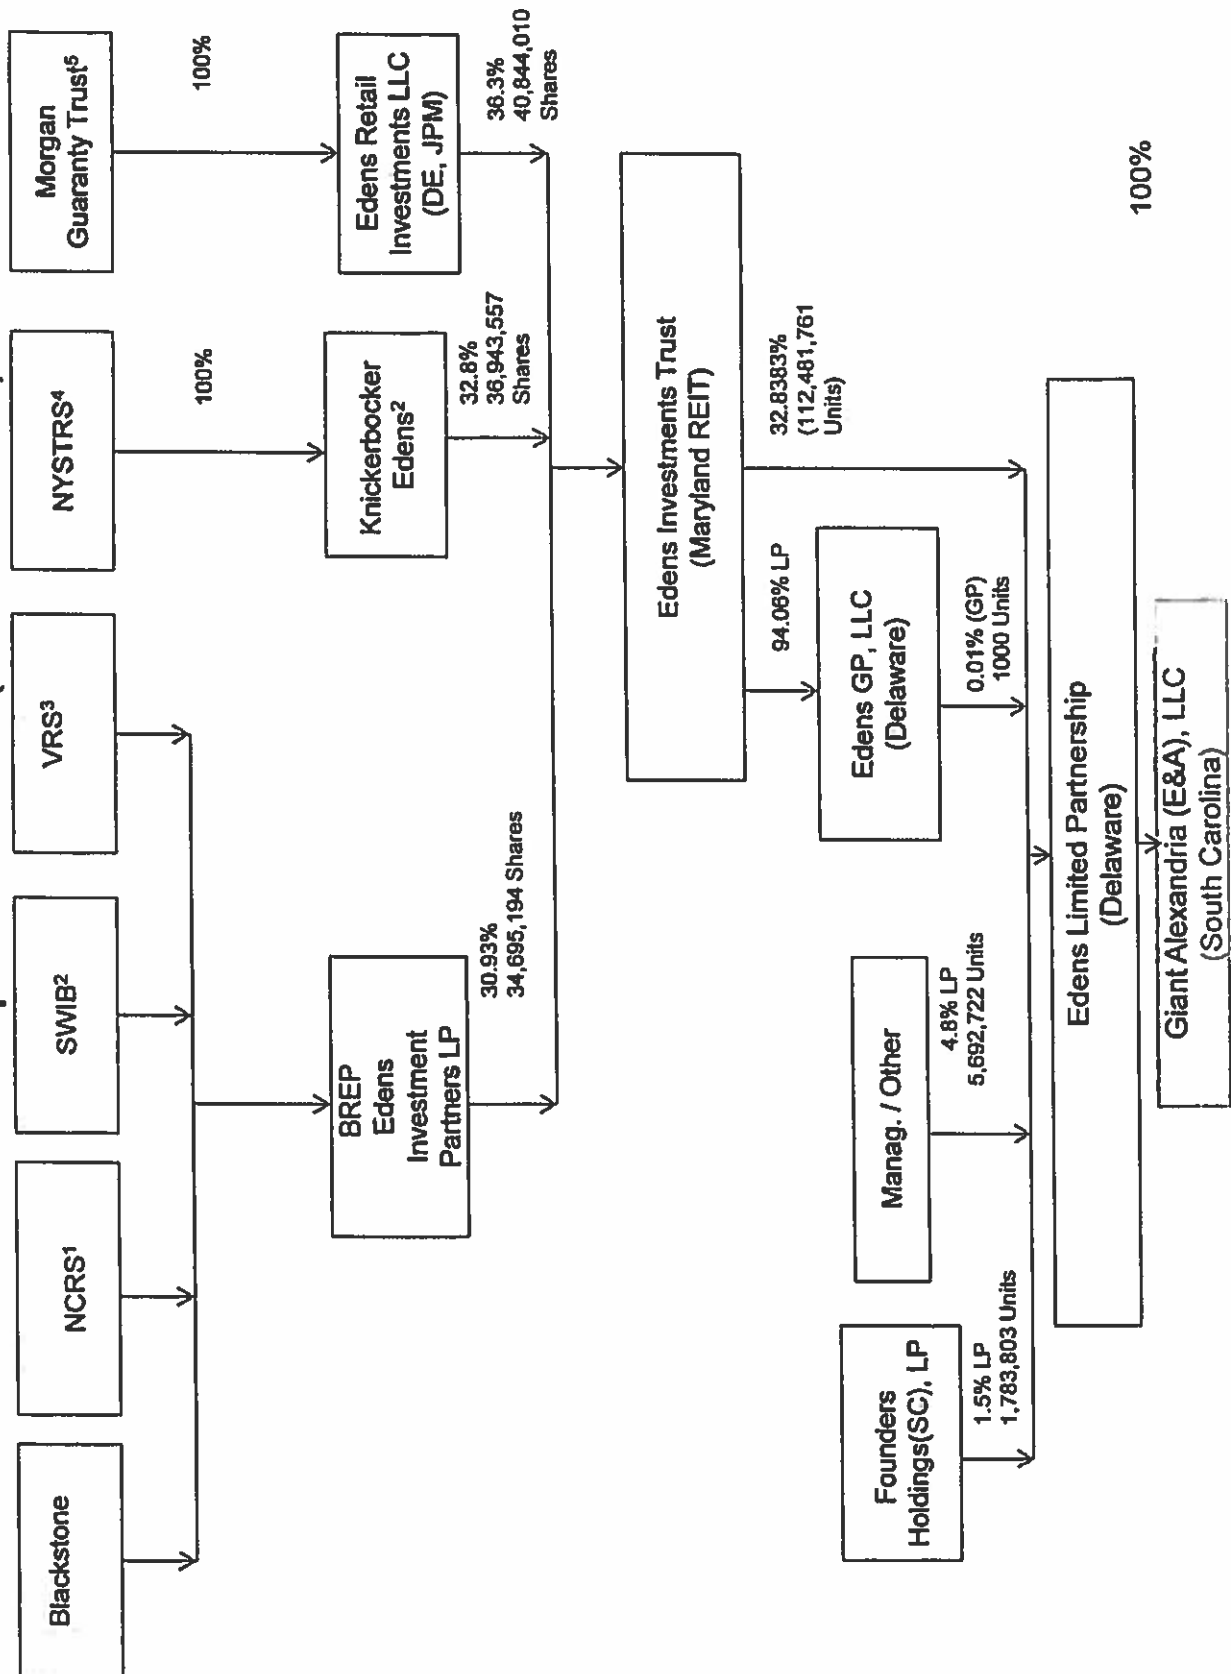 Blackstone
NCRS1
SWIB2
VRS3
NYSTRS4
Morgan
Guaranty Trust5
100%
100%
BREP
Edens
Investment
Partners LP
Knickerbocker
Edens2
Edens Retail
Investments LLC
(DE, JPM)
30.93%
34,695,194 Shares
32.8%
36,943,557
Shares
36.3%
40,844,010
Shares
Edens Investments Trust
(Maryland REIT)
94.06% LP
32.8383%
(112,481,761
Units)
Founders
Holdings(SC), LP
Manag. / Other
Edens GP, LLC
(Delaware)
1.5% LP
1,783,803 Units
4.8% LP
5,692,722 Units
0.01% (GP)
1000 Units
Edens Limited Partnership
(Delaware)
100%
Giant Alexandria (E&A), LLC
(South Carolina)